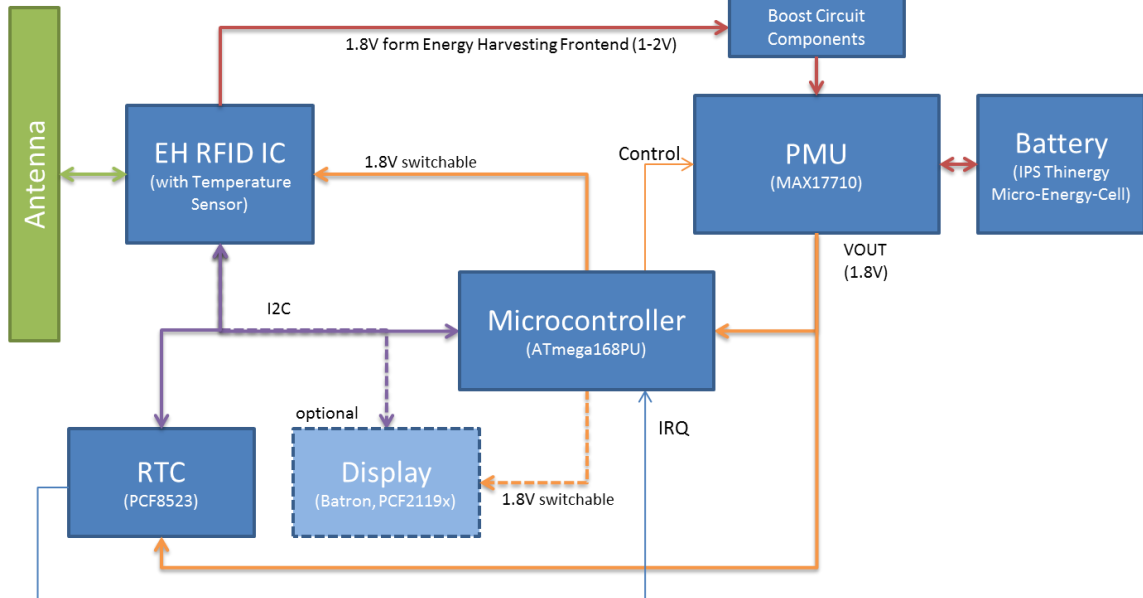 Boost Circuit
Components
1.8V form Energy Harvesting Frontend (1-2V)
Antenna
EH RFID IC
(with Temperature
Sensor)
1.8V switchable
Control
PMU
(MAX17710)
Battery
(IPS Thinergy
Micro-Energy-Cell)
VOUT
(1.8V)
I2C
Microcontroller
(ATmega168PU)
optional
IRQ
RTC
(PCF8523)
Display
(Batron, PCF2119x)
1.8V switchable